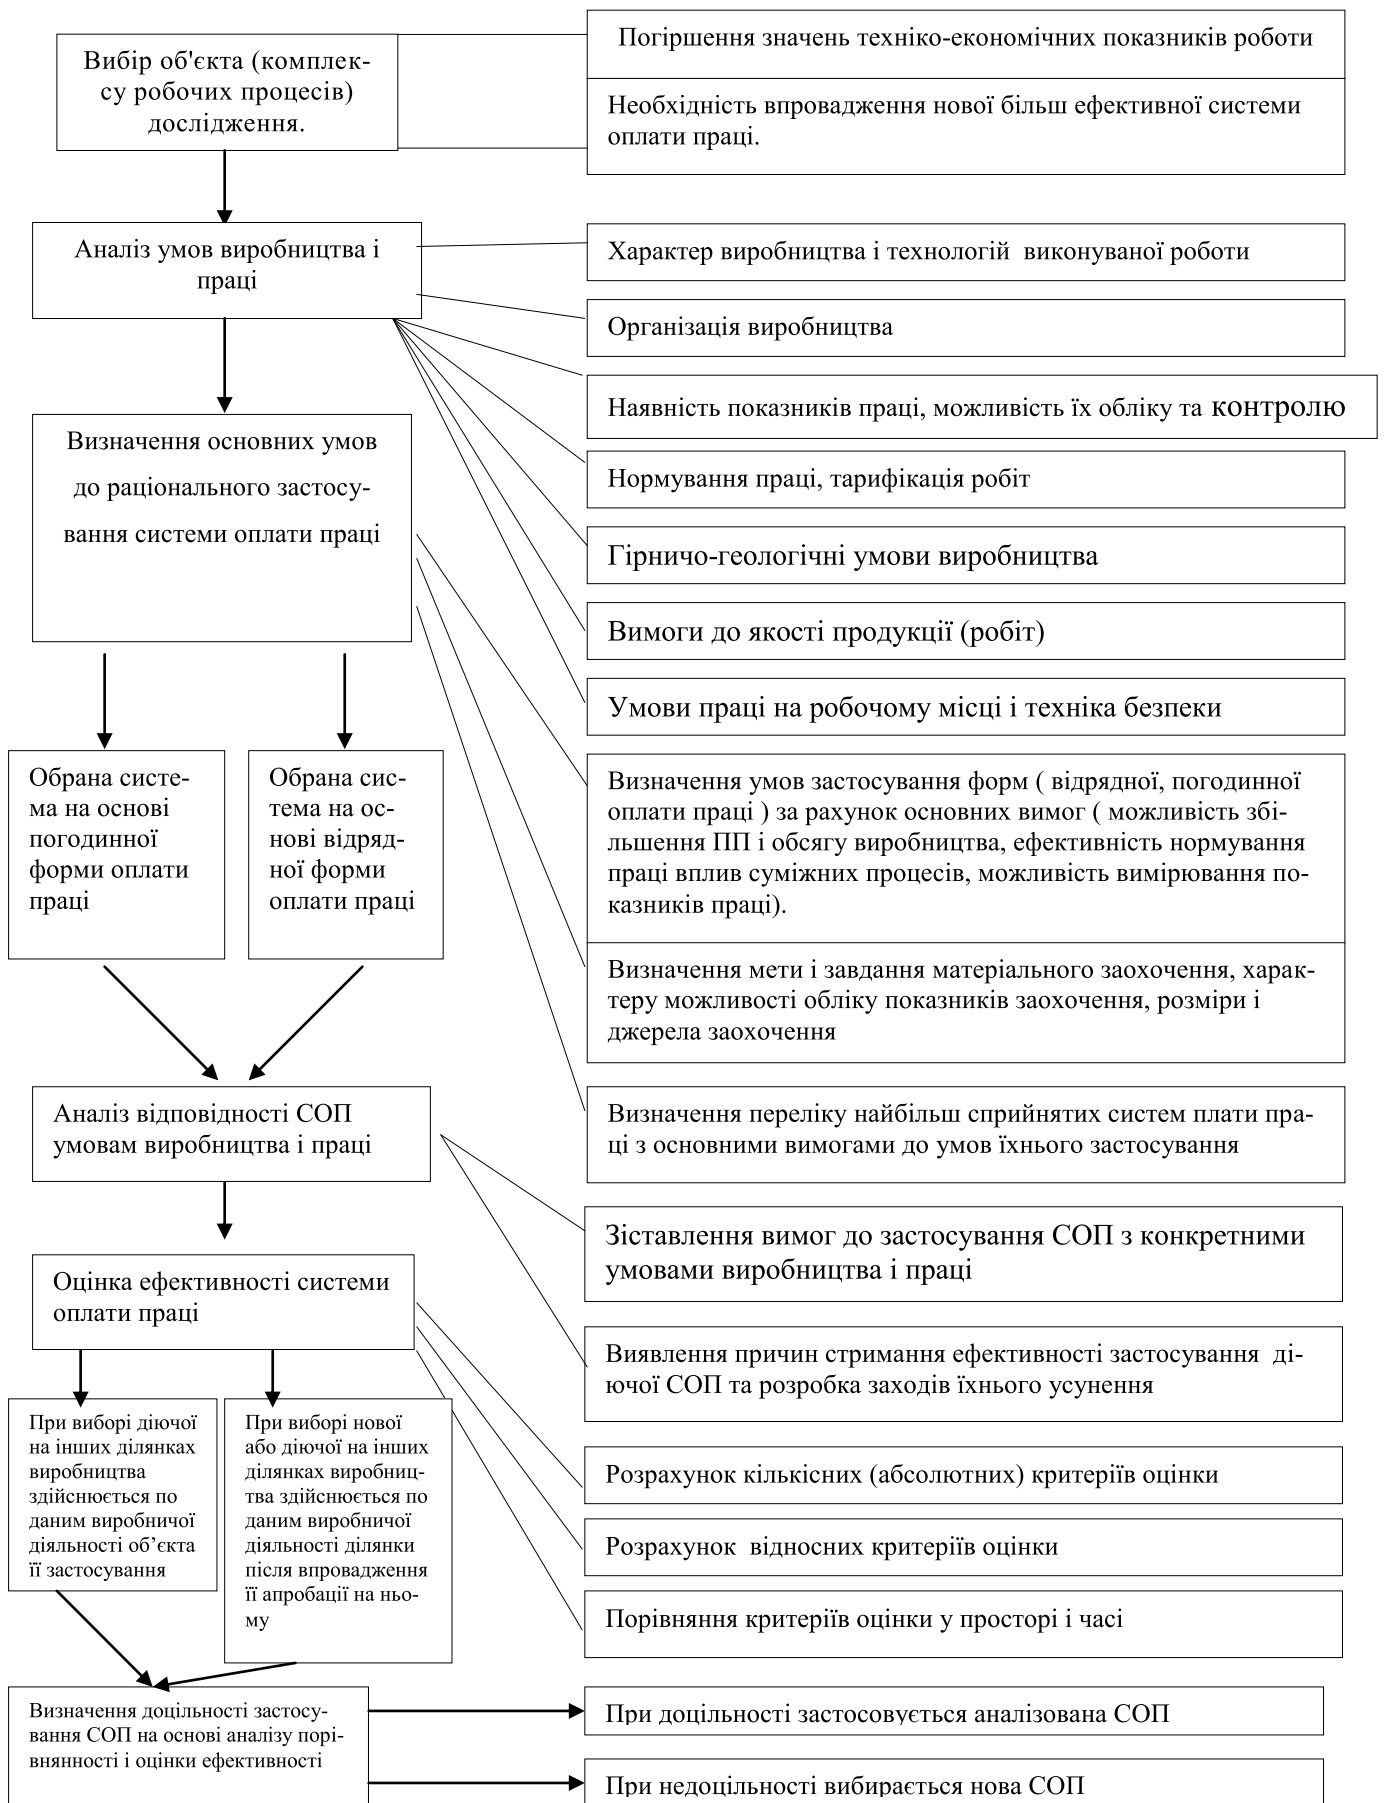 Вибір об'єкта (комплек-
су робочих процесів)
дослідження.
Погіршення значень техніко-економічних показників роботи
Необхідність впровадження нової більш ефективної системи
оплати праці.
Аналіз умов виробництва і
праці
Характер виробництва і технологій виконуваної роботи
Організація виробництва
Наявність показників праці, можливість їх обліку та контролю
Нормування праці, тарифікація робіт
Гірничо-геологічні умови виробництва
Вимоги до якості продукції (робіт)
Умови праці на робочому місці і техніка безпеки
Визначення основних умов
до раціонального застосу-
вання системи оплати праці
Визначення умов застосування форм ( відрядної, погодинної
оплати праці ) за рахунок основних вимог ( можливість збі-
льшення ПП і обсягу виробництва, ефективність нормування
праці вплив суміжних процесів, можливість вимірювання по-
казників праці).
Визначення мети і завдання матеріального заохочення, харак-
теру можливості обліку показників заохочення, розміри і
джерела заохочення
Визначення переліку найбільш сприйнятих систем плати пра-
ці з основними вимогами до умов їхнього застосування
Обрана систе-
ма на основі
погодинної
форми оплати
праці
Обрана сис-
тема на ос-
нові відряд-
ної форми
оплати праці
Аналіз відповідності СОП
умовам виробництва і праці
Зіставлення вимог до застосування СОП з конкретними
умовами виробництва і праці
Виявлення причин стримання ефективності застосування ді-
ючої СОП та розробка заходів їхнього усунення
Оцінка ефективності системи
оплати праці
Розрахунок кількісних (абсолютних) критеріїв оцінки
Розрахунок відносних критеріїв оцінки
Порівняння критеріїв оцінки у просторі і часі
При виборі діючої
на інших ділянках
виробництва
здійснюється по
даним виробничої
діяльності об’єкта
її застосування
При виборі нової
або діючої на інших
ділянках виробниц-
тва здійснюється по
даним виробничої
діяльності ділянки
після впровадження
її апробації на ньо-
му
Визначення доцільності застосу-
вання СОП на основі аналізу порі-
внянності і оцінки ефективності
При доцільності застосовується аналізована СОП
При недоцільності вибирається нова СОП